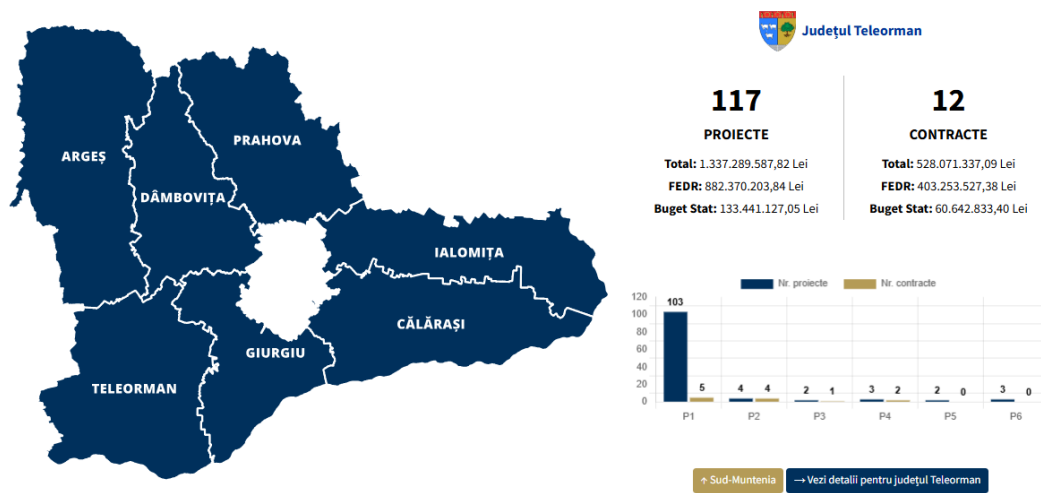 ARGEȘ
PRAHOVA
DÂMBOVIȚA
IALOMIȚA
CĂLĂRAȘI
GIURGIU
TELEORMAN
Județul Teleorman
117
PROIECTE
Total: 1.337.289.587,82 Lei
FEDR: 882.370.203,84 Lei
Buget Stat: 133.441.127,05 Lei
12
CONTRACTE
Total: 528.071.337,09 Lei
FEDR: 403.253.527,38 Lei
Buget Stat: 60.642.833,40 Lei
Nr. proiecte Nr. contracte
120
100
80
60
40
20
0
103 5 4 4 2 1 3 2 2 0 3 0
P1 P2 P3 P4 P5 P6
↑ Sud-Muntenia
→ Vezi detalii pentru județul Teleorman